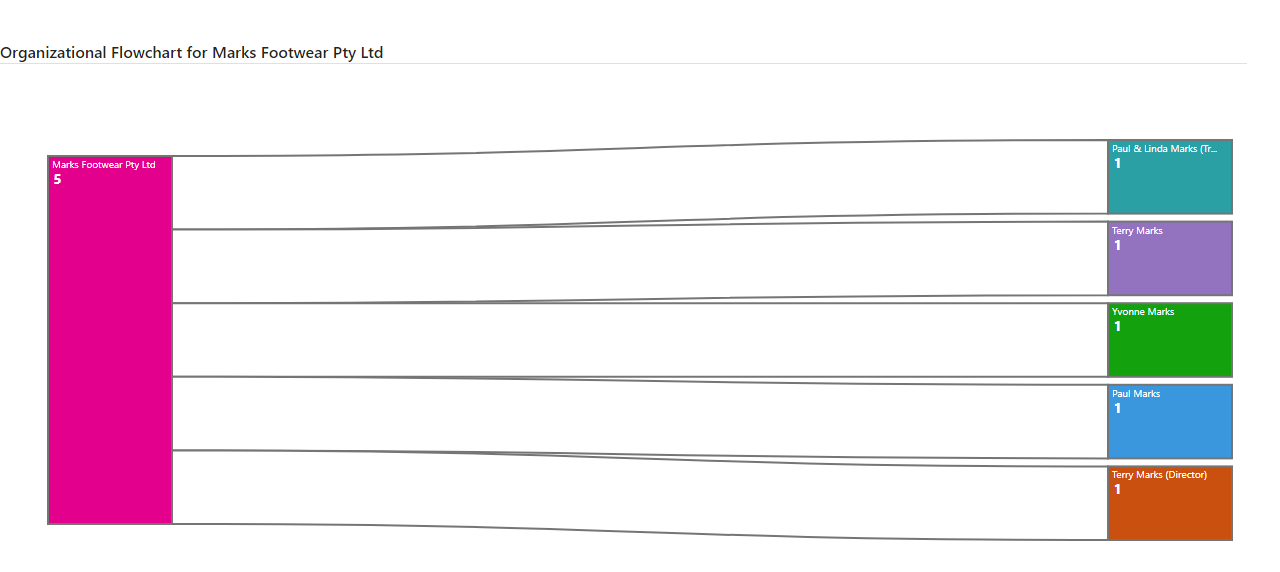 Organizational Flowchart for Marks Footwear Pty Ltd
Marks Footwear Pty Ltd
5
Paul & Linda Marks (Tr...
1
Terry Marks
1
Yvonne Marks
1
Paul Marks
1
Terry Marks (Director)
1